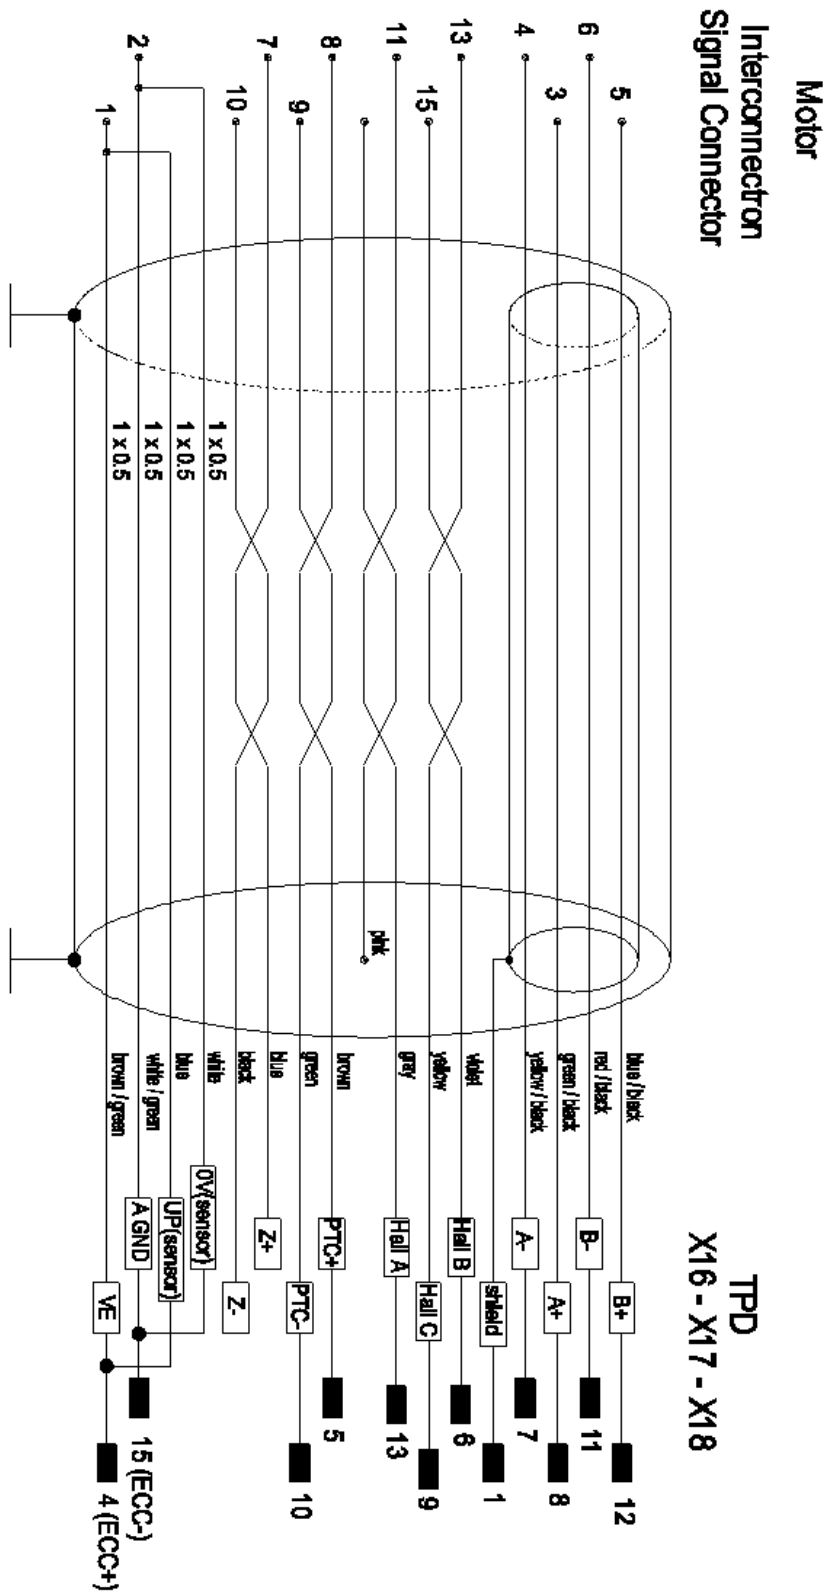 Motor
Interconnectron
Signal Connector
TPD
X16 - X17 - X18
5 blue / black B+ 12
6 red / black B- 11
3 green / black A+ 8
4 yellow / black A- 7
shield 1
13 violet Hall B 6
15 yellow Hall C 9
11 gray Hall A 13
pink
8 brown PTC+ 5
9 green PTC- 10
7 blue Z+
10 black Z-
1 x 0.5 white 0V(sensor)
1 x 0.5 blue UP(sensor)
2 1 x 0.5 white / green A GND 15 (ECC-)
1 1 x 0.5 brown / green VE 4 (ECC+)